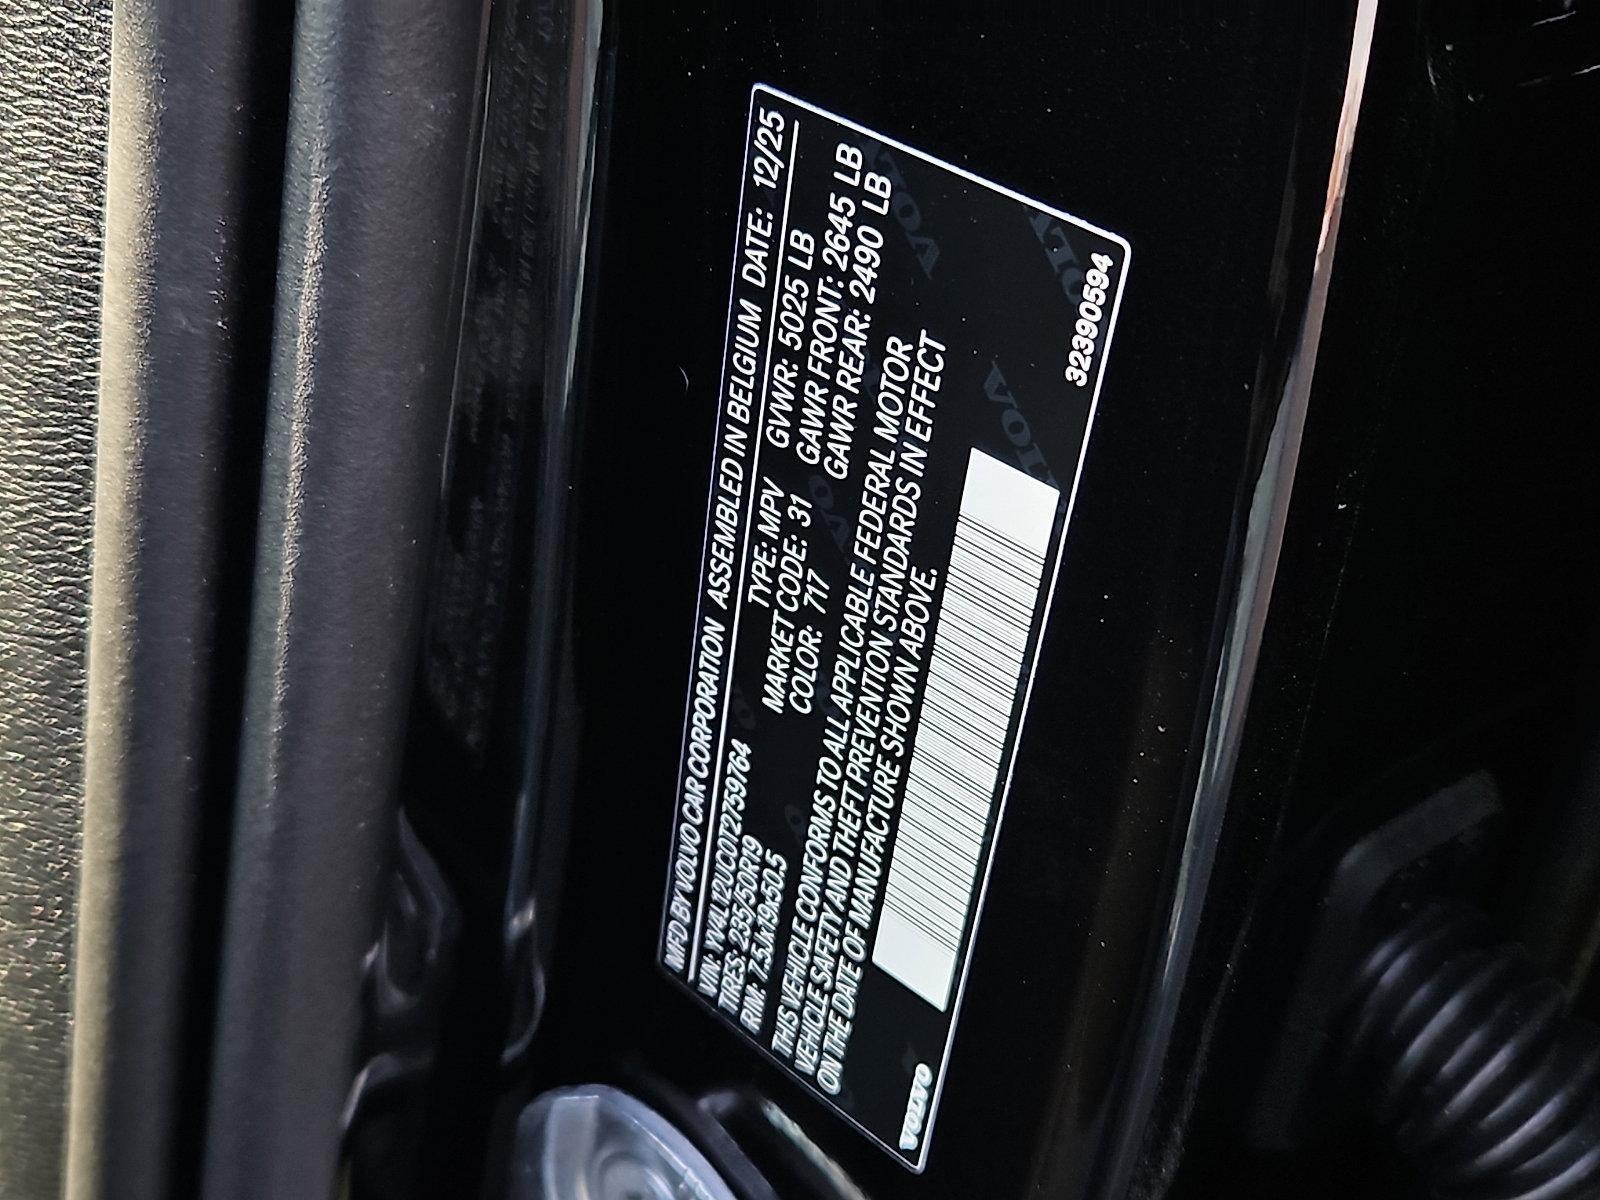 MFD BY VOLVO CAR CORPORATION ASSEMBLED IN BELGIUM DATE: 12/25
VIN: YV4L12UC0T2759764 TYPE: MPV GVWR: 5025 LB
TIRES: 235/50R19 MARKET CODE: 31 GAWR FRONT: 2645 LB
RIM: 7.5Jx19x50.5 COLOR: 717 GAWR REAR: 2490 LB
THIS VEHICLE CONFORMS TO ALL APPLICABLE FEDERAL MOTOR
VEHICLE SAFETY AND THEFT PREVENTION STANDARDS IN EFFECT
ON THE DATE OF MANUFACTURE SHOWN ABOVE.
VOLVO
32390594